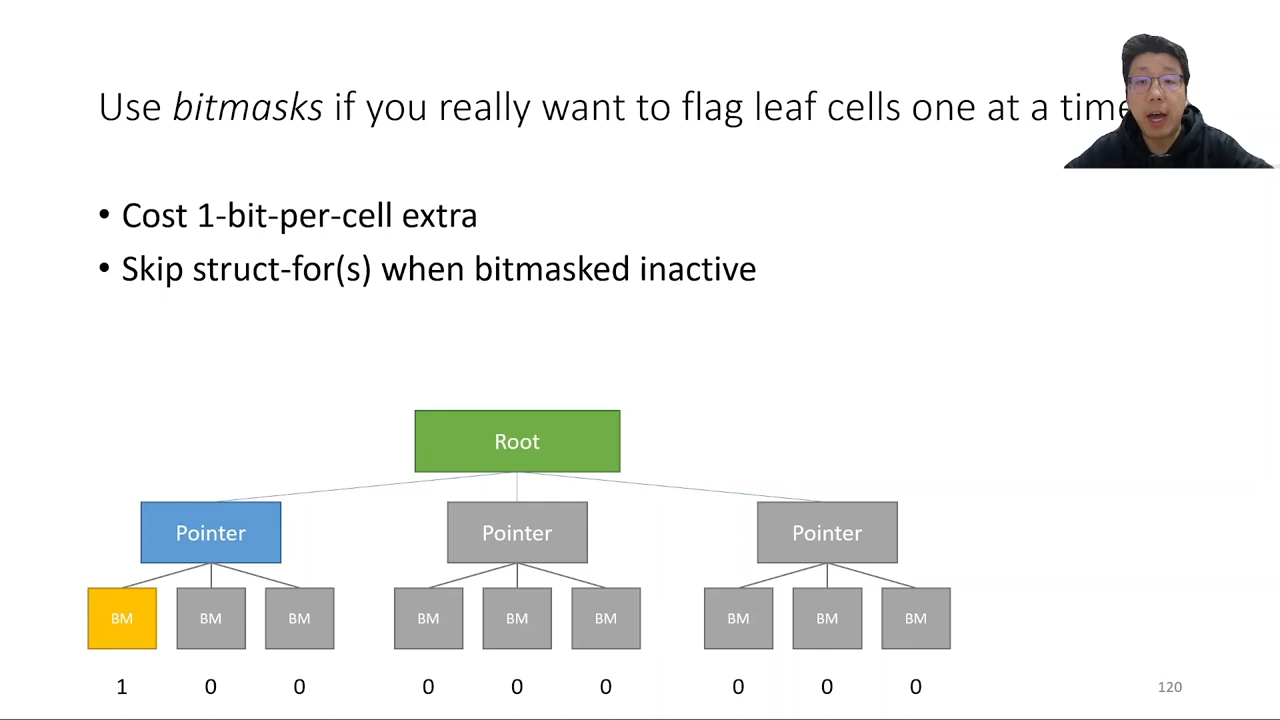 Use bitmasks if you really want to flag leaf cells one at a time
• Cost 1-bit-per-cell extra
• Skip struct-for(s) when bitmasked inactive
Root
Pointer Pointer Pointer
BM BM BM BM BM BM BM BM BM
1 0 0 0 0 0 0 0 0
120